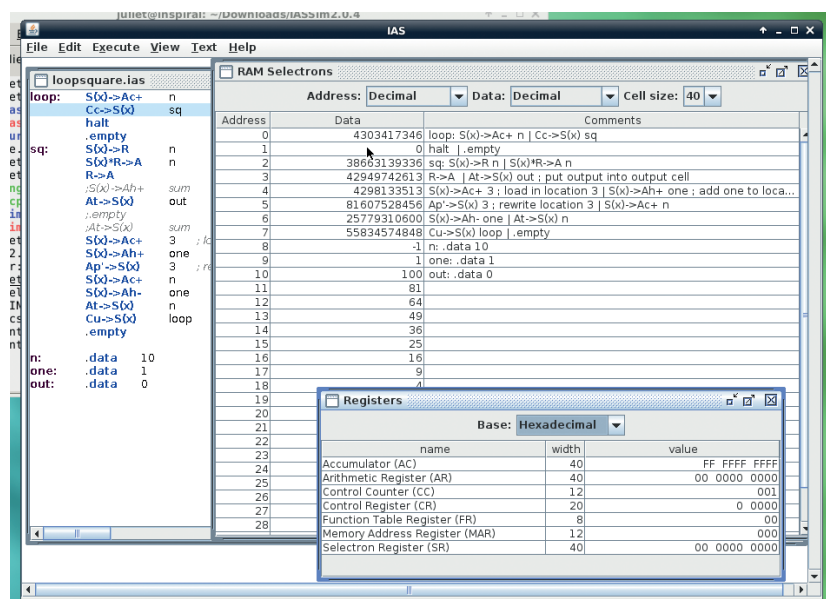 juliet@inspiral: ~/Downloads/IASSim2.0.4
IAS
File Edit Execute View Text Help
loopsquare.ias
loop: S(x)->Ac+ n
Cc->S(x) sq
halt
.empty
sq: S(x)->R n
S(x)*R->A n
R->A
;S(x)->Ah+ sum
At->S(x) out
;.empty
;At->S(x) sum
S(x)->Ac+ 3 ; lo
S(x)->Ah+ one
Ap'->S(x) 3 ; re
S(x)->Ac+ n
S(x)->Ah- one
At->S(x) n
Cu->S(x) loop
.empty
n: .data 10
one: .data 1
out: .data 0
RAM Selectrons
Address: Decimal Data: Decimal Cell size: 40
Address Data Comments
0 4303417346 loop: S(x)->Ac+ n | Cc->S(x) sq
1 0 halt | .empty
2 38663139336 sq: S(x)->R n | S(x)*R->A n
3 42949742613 R->A | At->S(x) out ; put output into output cell
4 4298133513 S(x)->Ac+ 3 ; load in location 3 | S(x)->Ah+ one ; add one to loca...
5 81607528456 Ap'->S(x) 3 ; rewrite location 3 | S(x)->Ac+ n
6 25779310600 S(x)->Ah- one | At->S(x) n
7 55834574848 Cu->S(x) loop | .empty
8 -1 n: .data 10
9 1 one: .data 1
10 100 out: .data 0
11 81
12 64
13 49
14 36
15 25
16 16
17 9
18 4
19
20
21
22
23
24
25
26
27
28
Registers
Base: Hexadecimal
name width value
Accumulator (AC) 40 FF FFFF FFFF
Arithmetic Register (AR) 40 00 0000 0000
Control Counter (CC) 12 001
Control Register (CR) 20 0 0000
Function Table Register (FR) 8 00
Memory Address Register (MAR) 12 000
Selectron Register (SR) 40 00 0000 0000